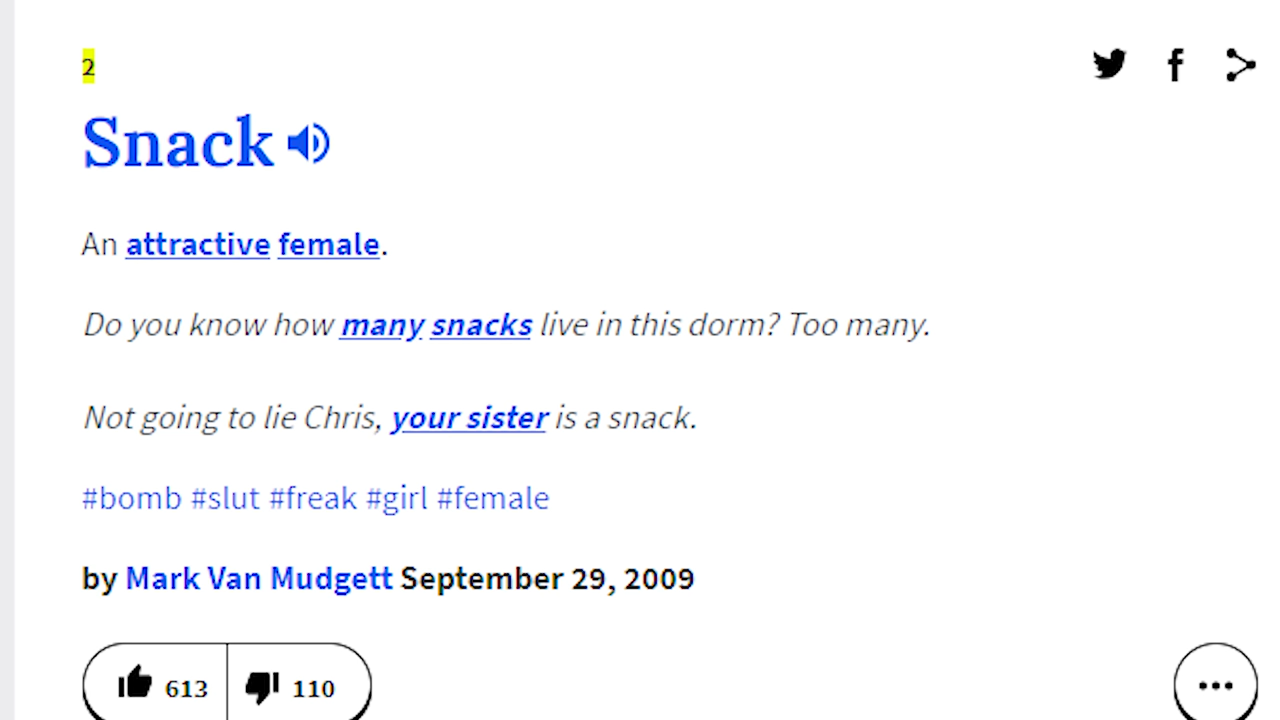 2
Snack
An attractive female.
Do you know how many snacks live in this dorm? Too many.
Not going to lie Chris, your sister is a snack.
#bomb #slut #freak #girl #female
by Mark Van Mudgett September 29, 2009
613 110